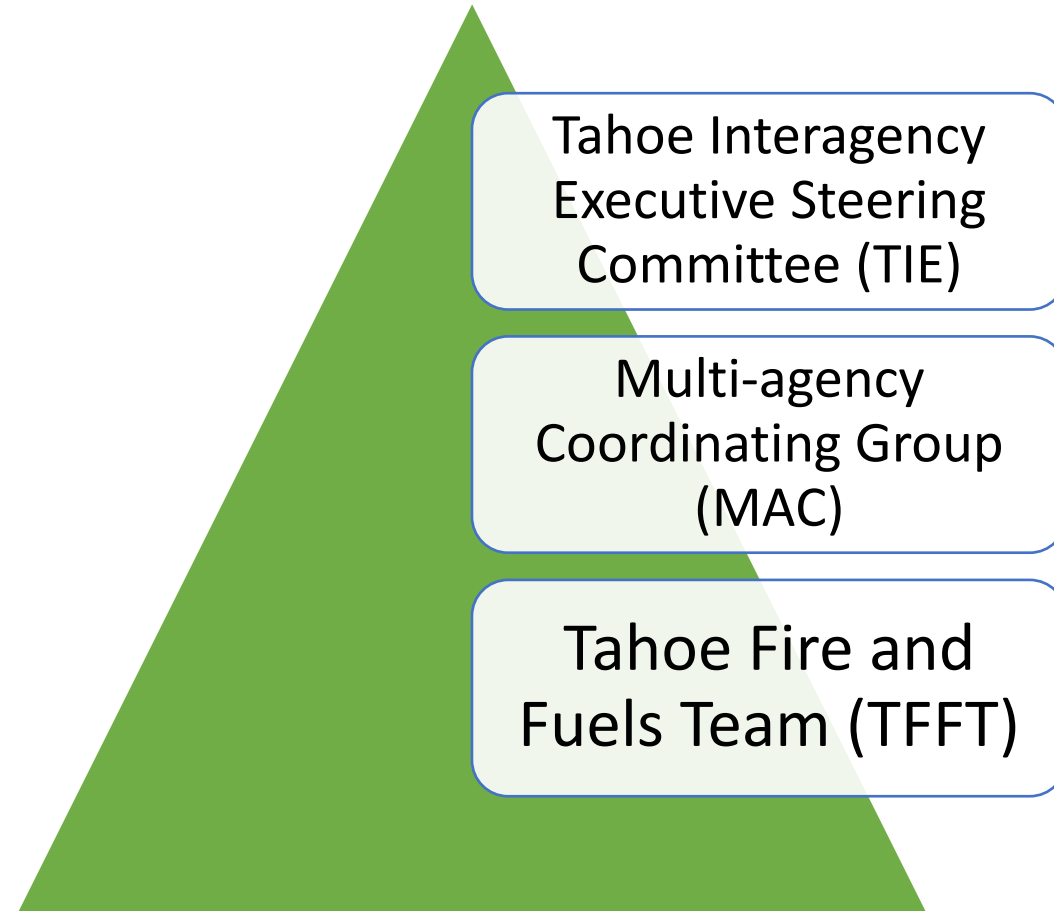 Tahoe Interagency
Executive Steering
Committee (TIE)
Multi-agency
Coordinating Group
(MAC)
Tahoe Fire and
Fuels Team (TFFT)